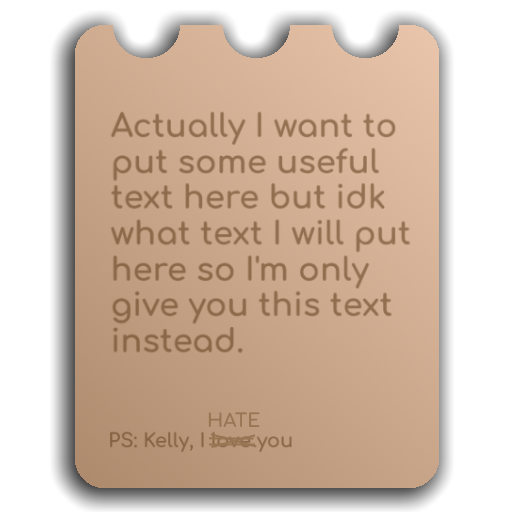 Actually I want to
put some useful
text here but idk
what text I will put
here so I'm only
give you this text
instead.
HATE
PS: Kelly, I love you